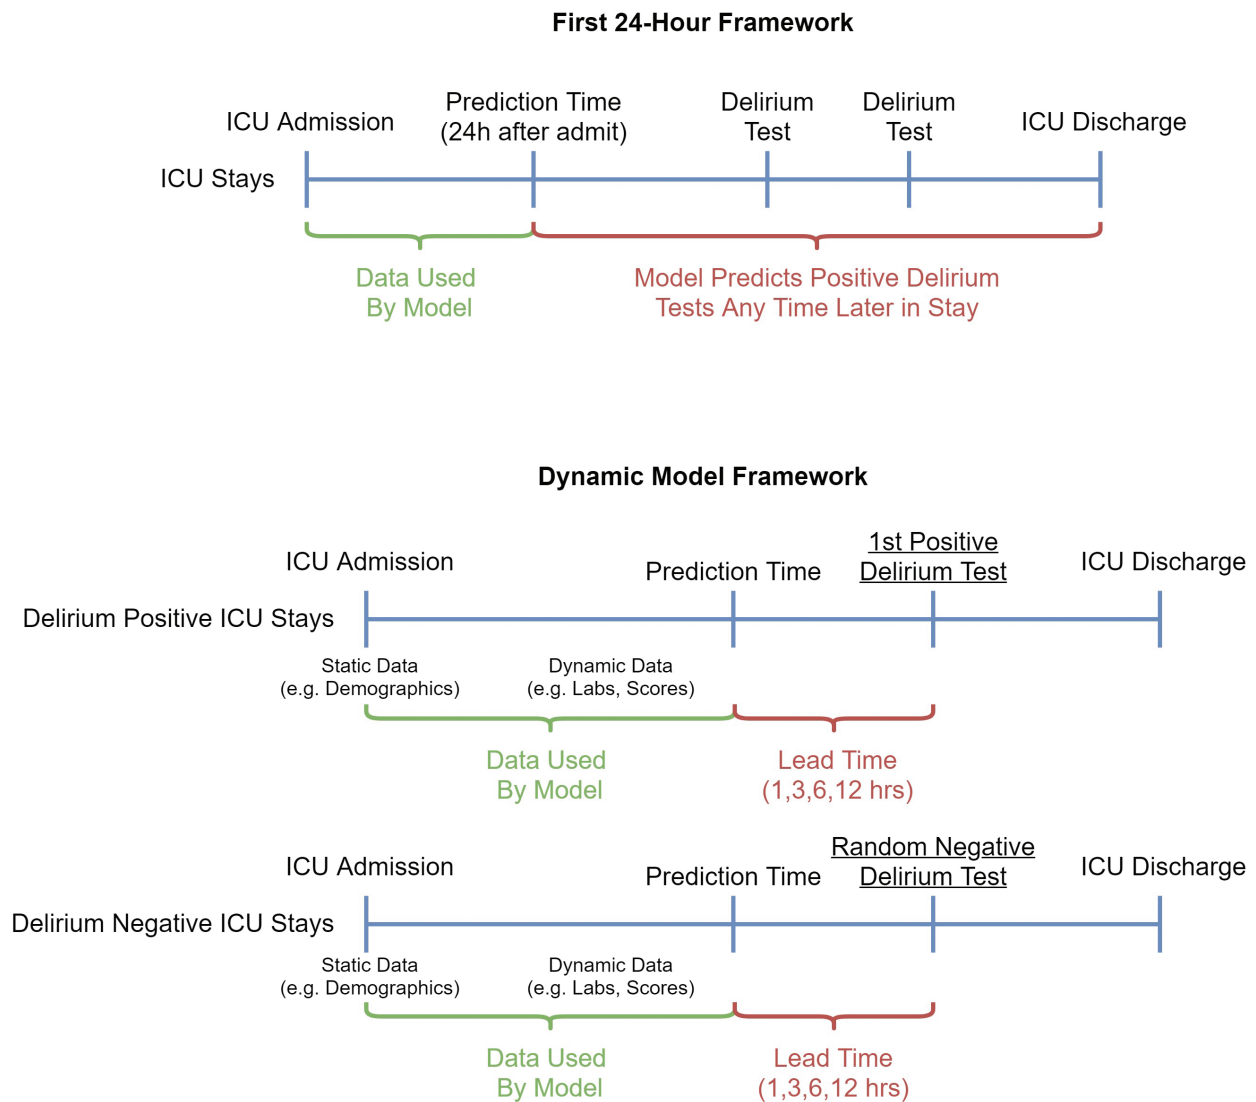 First 24-Hour Framework
ICU Admission
Prediction Time
(24h after admit)
Delirium
Test
Delirium
Test
ICU Discharge
ICU Stays
Data Used
By Model
Model Predicts Positive Delirium
Tests Any Time Later in Stay
Dynamic Model Framework
ICU Admission
Prediction Time
1st Positive
Delirium Test
ICU Discharge
Delirium Positive ICU Stays
Static Data
(e.g. Demographics)
Dynamic Data
(e.g. Labs, Scores)
Data Used
By Model
Lead Time
(1,3,6,12 hrs)
ICU Admission
Prediction Time
Random Negative
Delirium Test
ICU Discharge
Delirium Negative ICU Stays
Static Data
(e.g. Demographics)
Dynamic Data
(e.g. Labs, Scores)
Data Used
By Model
Lead Time
(1,3,6,12 hrs)